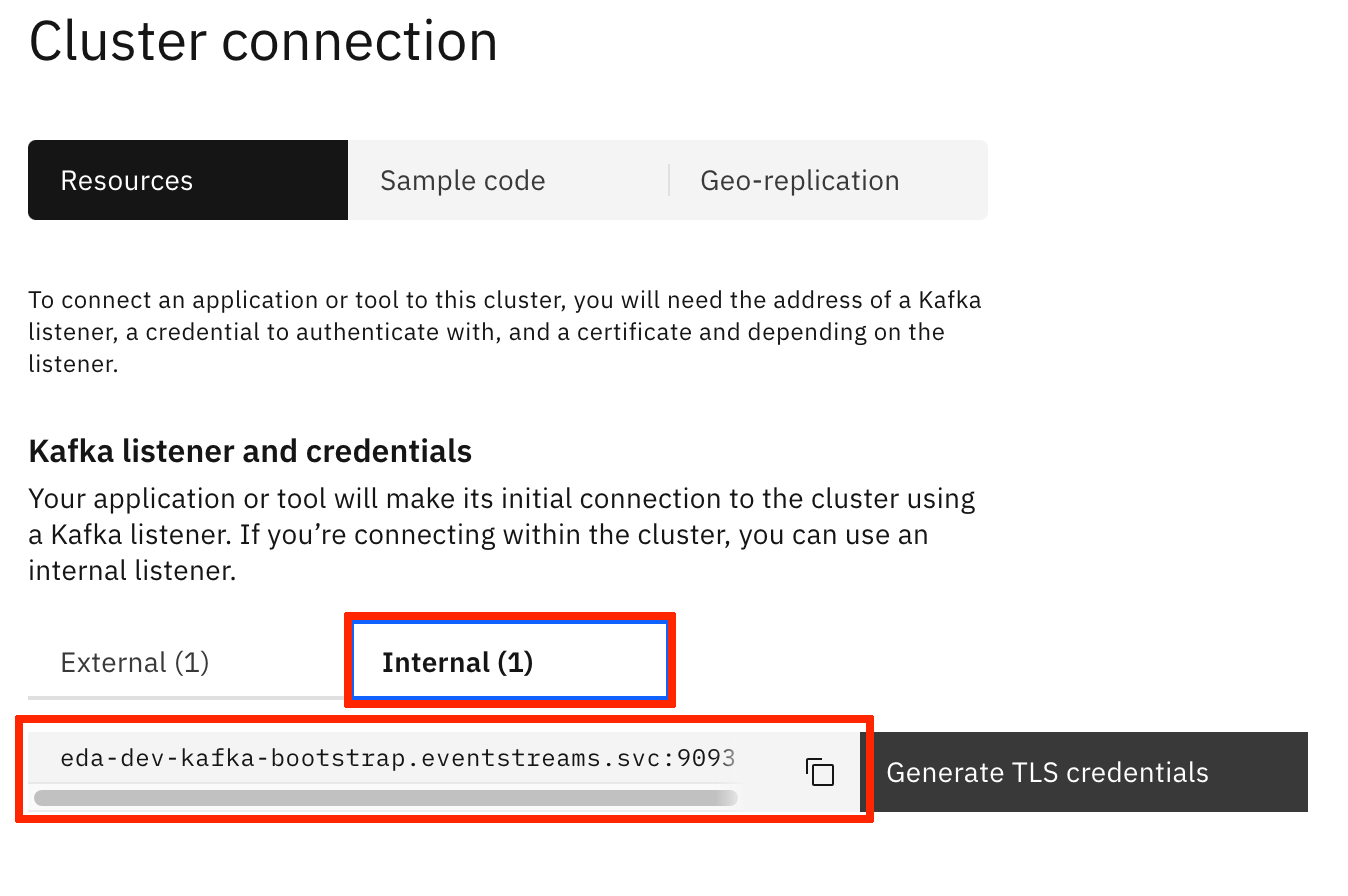 Cluster connection
Resources
Sample code
Geo-replication
To connect an application or tool to this cluster, you will need the address of a Kafka
listener, a credential to authenticate with, and a certificate and depending on the
listener.
Kafka listener and credentials
Your application or tool will make its initial connection to the cluster using
a Kafka listener. If you’re connecting within the cluster, you can use an
internal listener.
External (1)
Internal (1)
eda-dev-kafka-bootstrap.eventstreams.svc:9093
Generate TLS credentials